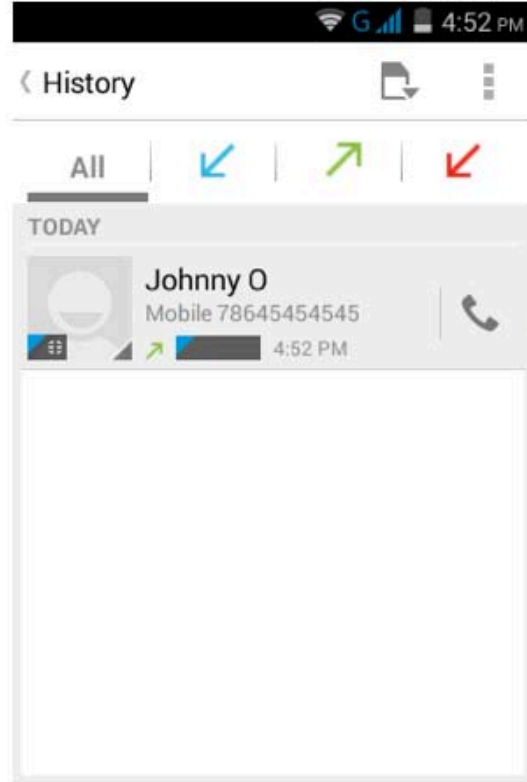 G 4:52 PM
History
All
TODAY
Johnny O
Mobile 78645454545
4:52 PM